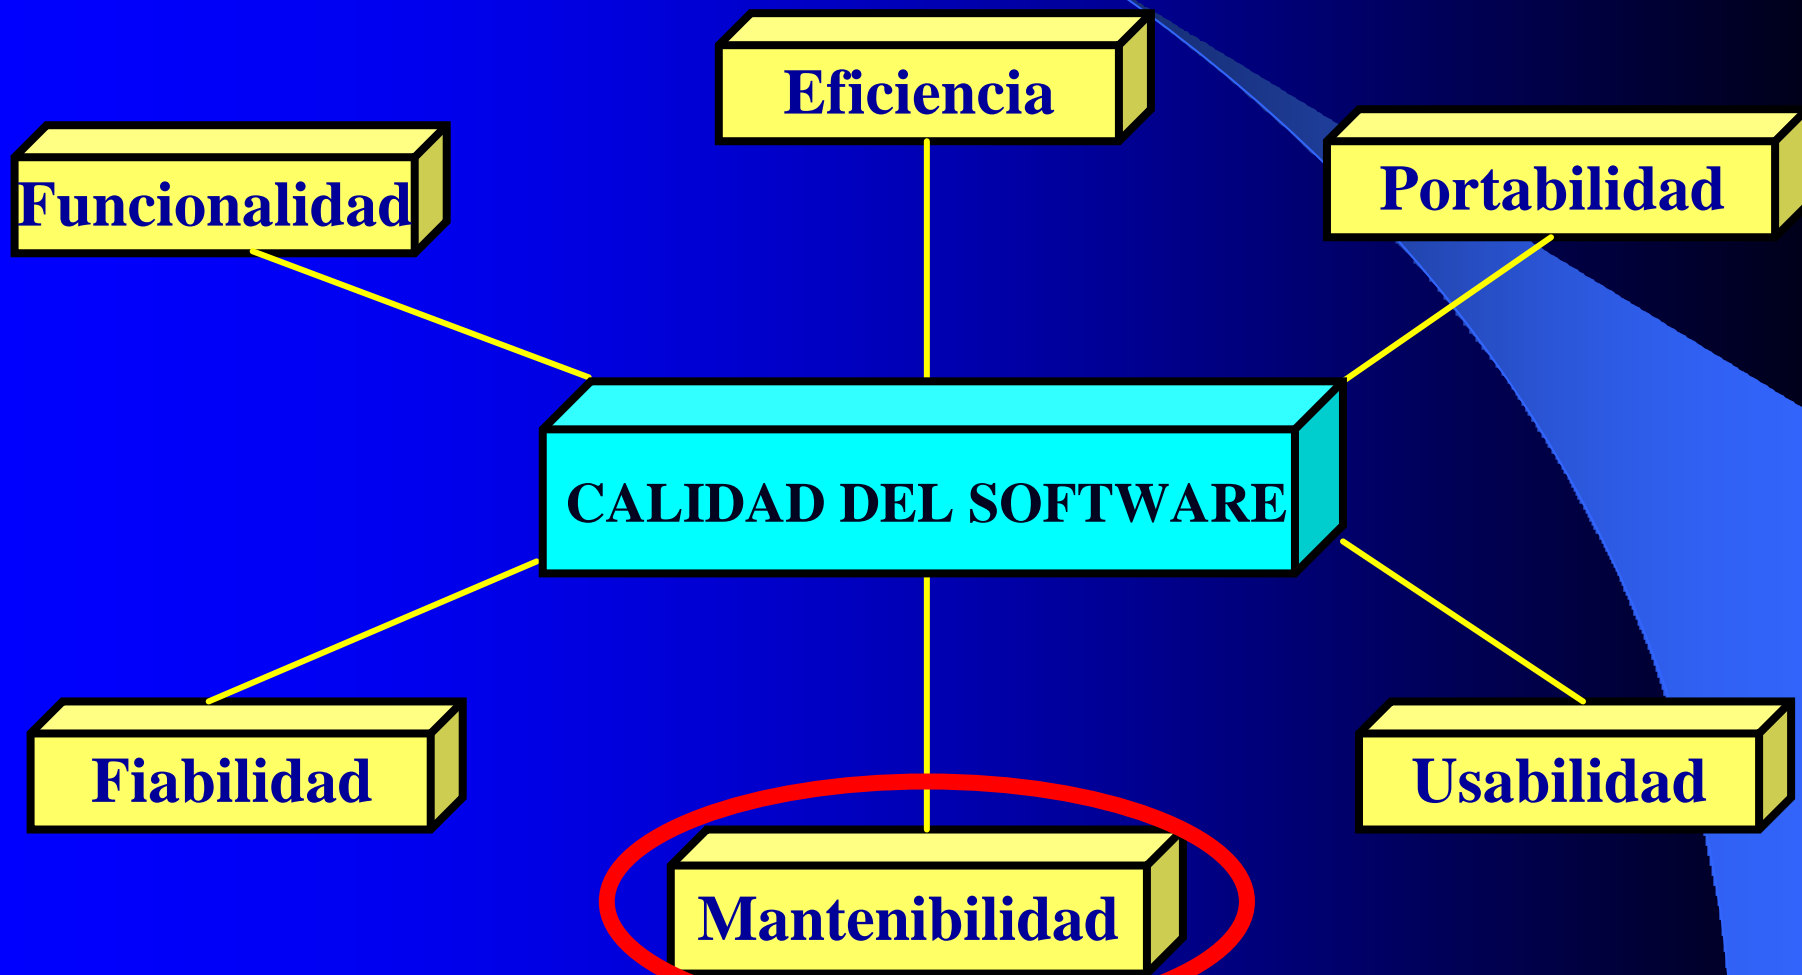 Eficiencia
Funcionalidad
Portabilidad
CALIDAD DEL SOFTWARE
Fiabilidad
Usabilidad
Mantenibilidad